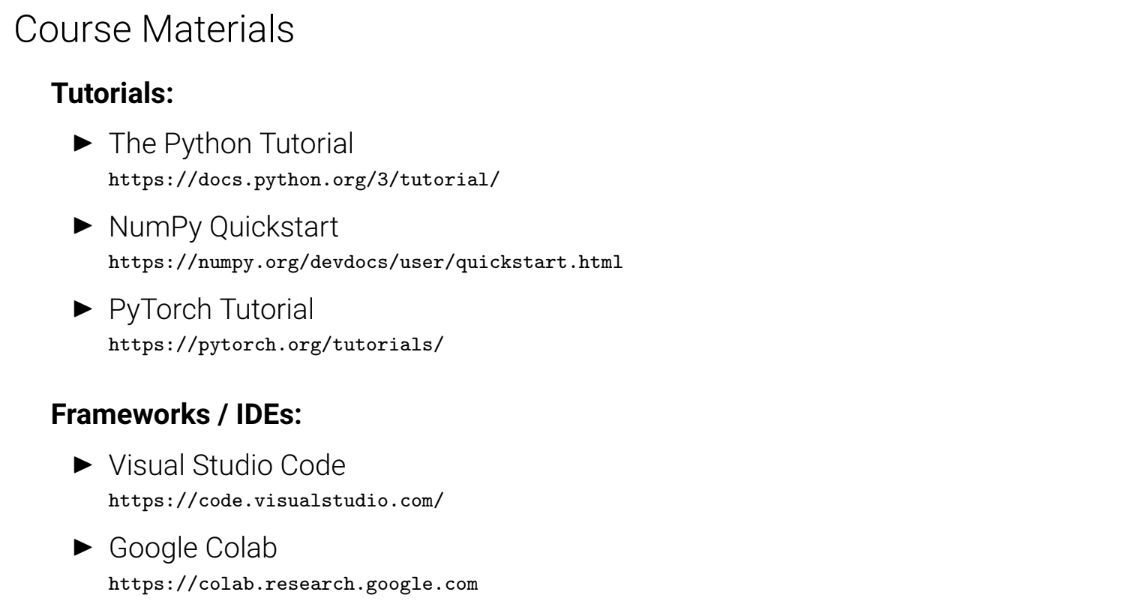 Course Materials
Tutorials:
► The Python Tutorial
https://docs.python.org/3/tutorial/
► NumPy Quickstart
https://numpy.org/devdocs/user/quickstart.html
► PyTorch Tutorial
https://pytorch.org/tutorials/
Frameworks / IDEs:
► Visual Studio Code
https://code.visualstudio.com/
► Google Colab
https://colab.research.google.com